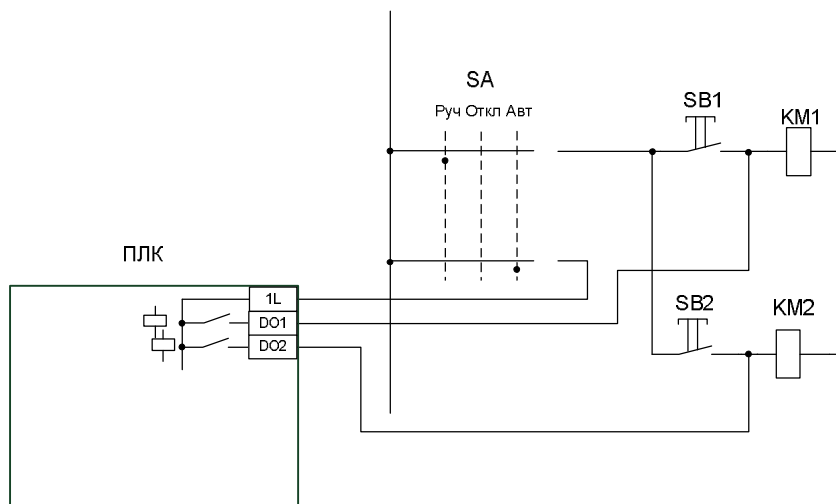 SA
Руч Откл Авт
SB1
KM1
ПЛК
1L
DO1
DO2
SB2
KM2